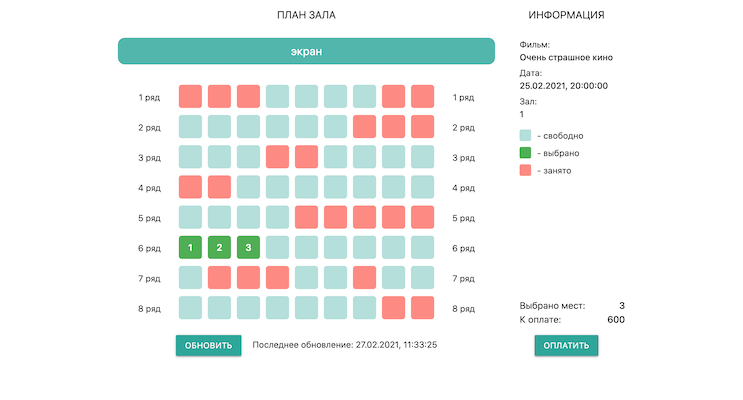 ПЛАН ЗАЛА
ИНФОРМАЦИЯ
экран
Фильм:
Очень страшное кино
Дата:
25.02.2021, 20:00:00
Зал:
1
- свободно
- выбрано
- занято
1 ряд 1 ряд
2 ряд 2 ряд
3 ряд 3 ряд
4 ряд 4 ряд
5 ряд 5 ряд
6 ряд 1 2 3 6 ряд
7 ряд 7 ряд
8 ряд 8 ряд
Выбрано мест: 3
К оплате: 600
ОБНОВИТЬ Последнее обновление: 27.02.2021, 11:33:25
ОПЛАТИТЬ